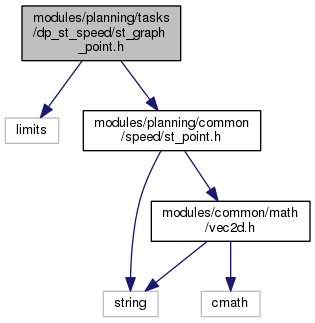 modules/planning/tasks
/dp_st_speed/st_graph
_point.h
limits
modules/planning/common
/speed/st_point.h
modules/common/math
/vec2d.h
string
cmath